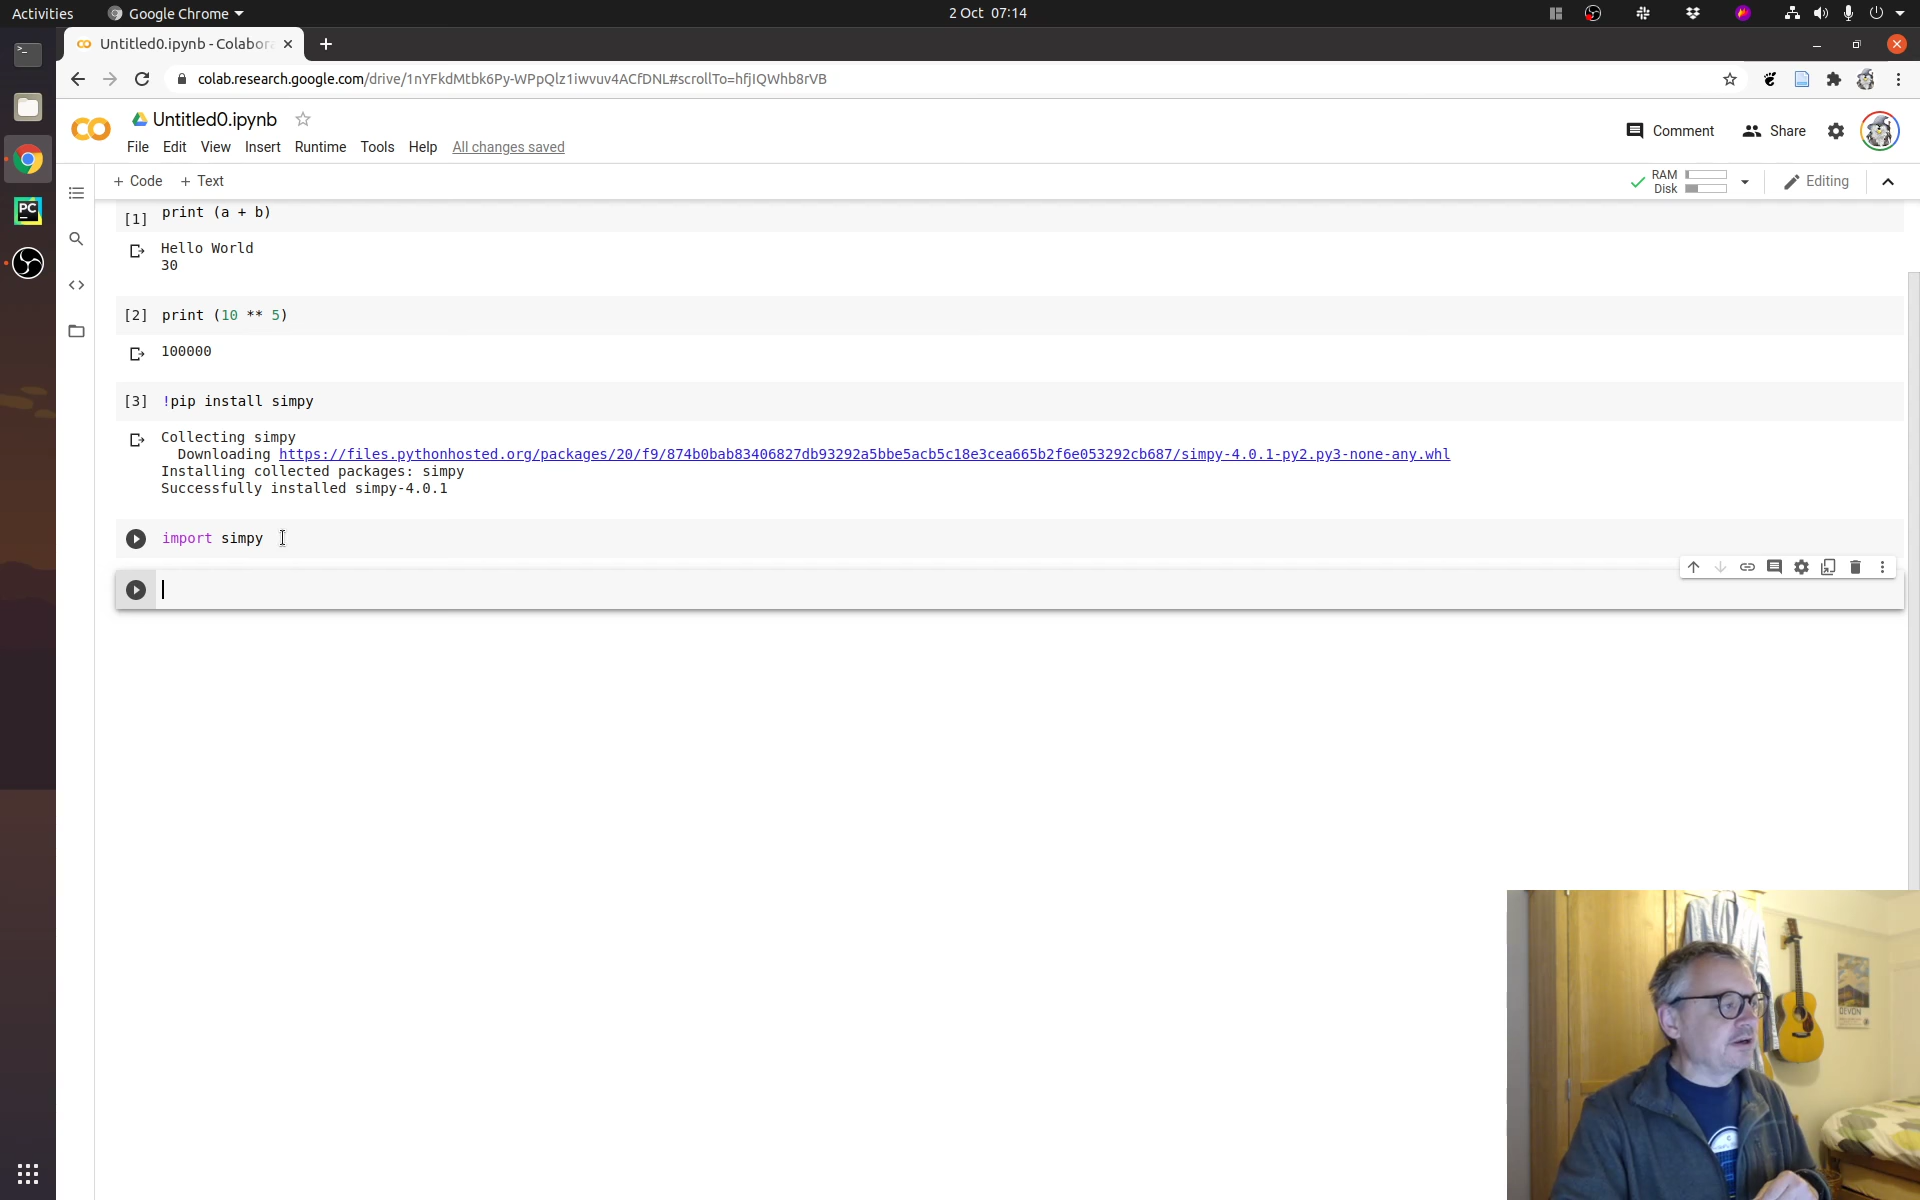 Activities
Google Chrome
2 Oct 07:14
Untitled0.ipynb - Colabora
colab.research.google.com/drive/1nYFkdMtbk6Py-WPpQlz1iwvuv4ACfDNL#scrollTo=hfjIQWhb8rVB
Untitled0.ipynb
File Edit View Insert Runtime Tools Help All changes saved
Comment Share
+ Code + Text
RAM
Disk
Editing
[1] print (a + b)
Hello World
30
[2] print (10 ** 5)
100000
[3] !pip install simpy
Collecting simpy
Downloading https://files.pythonhosted.org/packages/20/f9/874b0bab83406827db93292a5bbe5acb5c18e3cea665b2f6e053292cb687/simpy-4.0.1-py2.py3-none-any.whl
Installing collected packages: simpy
Successfully installed simpy-4.0.1
import simpy
PC
DEVON